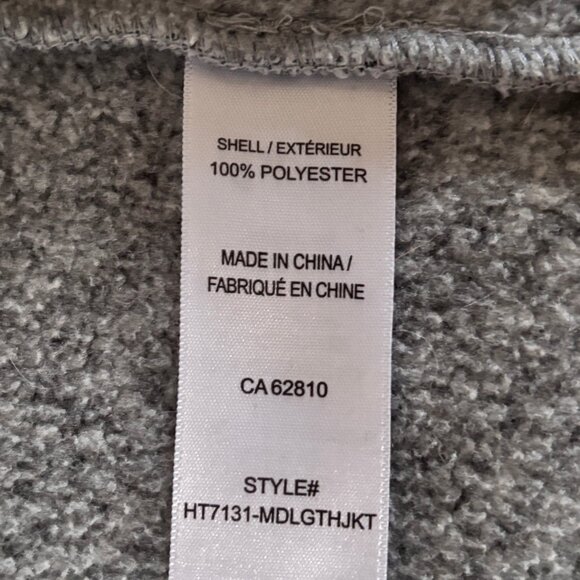 SHELL / EXTÉRIEUR
100% POLYESTER
MADE IN CHINA /
FABRIQUÉ EN CHINE
CA 62810
STYLE#
HT7131-MDLGTHJKT